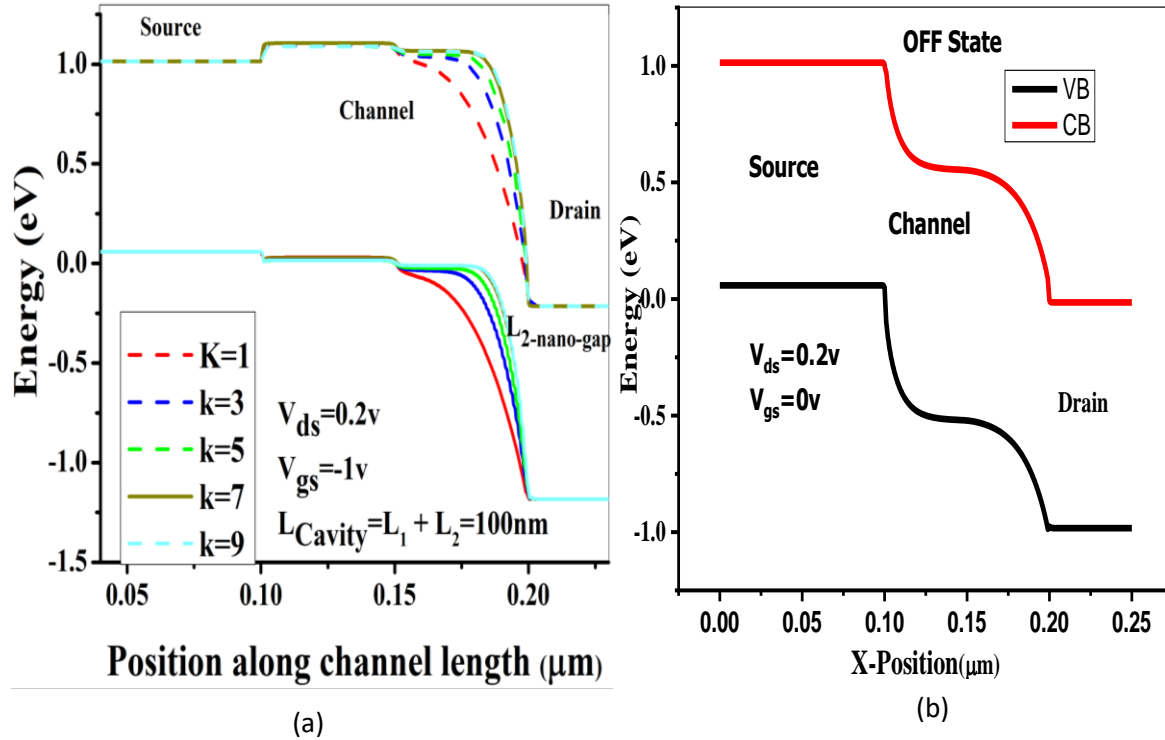 Source
Channel
Drain
L2-nano-gap
K=1
k=3
k=5
k=7
k=9
Vds=0.2v
Vgs=-1v
LCavity=L1 + L2=100nm
Energy (eV)
1.0
0.5
0.0
-0.5
-1.0
-1.5
0.05 0.10 0.15 0.20
Position along channel length (μm)
(a)
OFF State
VB
CB
Source
Channel
Vds=0.2v
Vgs=0v
Drain
Energy (eV)
1.0
0.5
0.0
-0.5
-1.0
0.00 0.05 0.10 0.15 0.20 0.25
X-Position(μm)
(b)